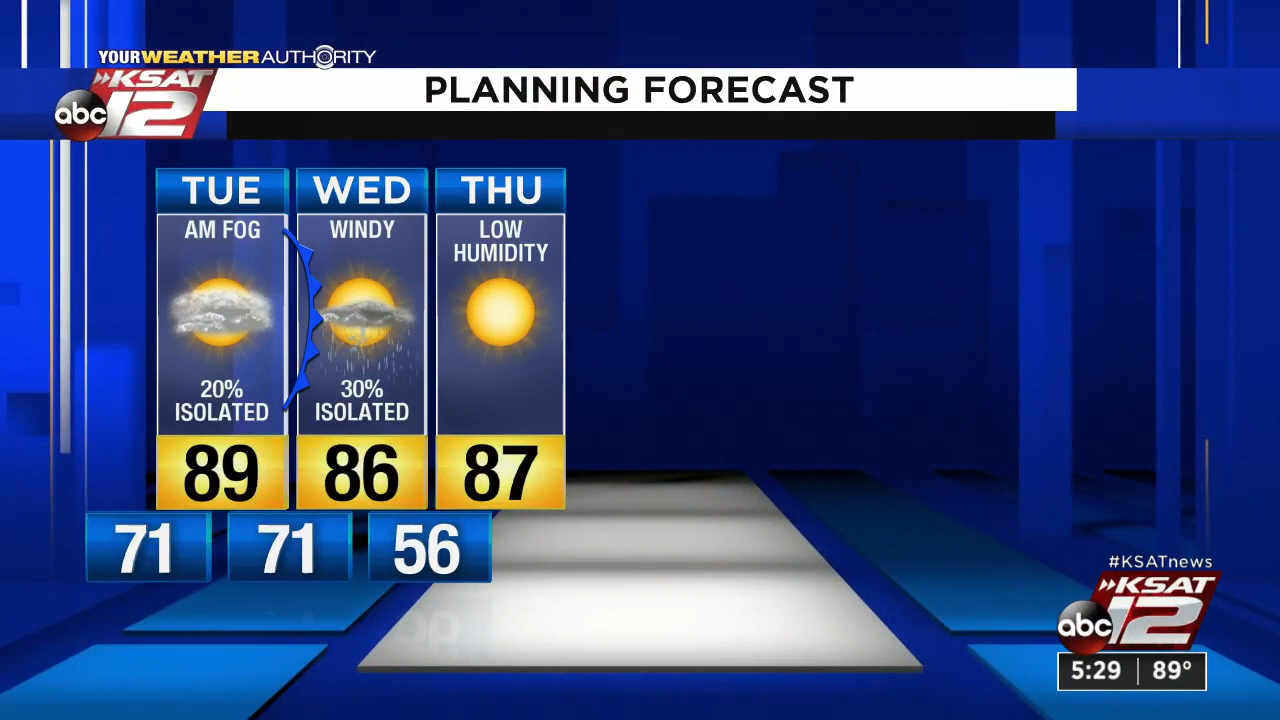 YOURWEATHERAUTHORITY
KSAT
abc 12
PLANNING FORECAST
TUE WED THU
AM FOG WINDY LOW HUMIDITY
20% ISOLATED 30% ISOLATED
89 86 87
71 71 56
#KSATnews
KSAT
abc 12
5:29 89°